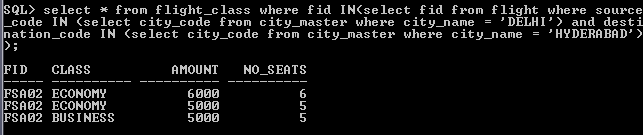 SQL> select * from flight_class where fid IN(select fid from flight where source
_code IN (select city_code from city_master where city_name = 'DELHI') and desti
nation_code IN (select city_code from city_master where city_name = 'HYDERABAD')
);
FID   CLASS           AMOUNT   NO_SEATS
----- ---------- ---------- ----------
FSA02 ECONOMY           6000          6
FSA02 ECONOMY           5000          5
FSA02 BUSINESS          5000          5